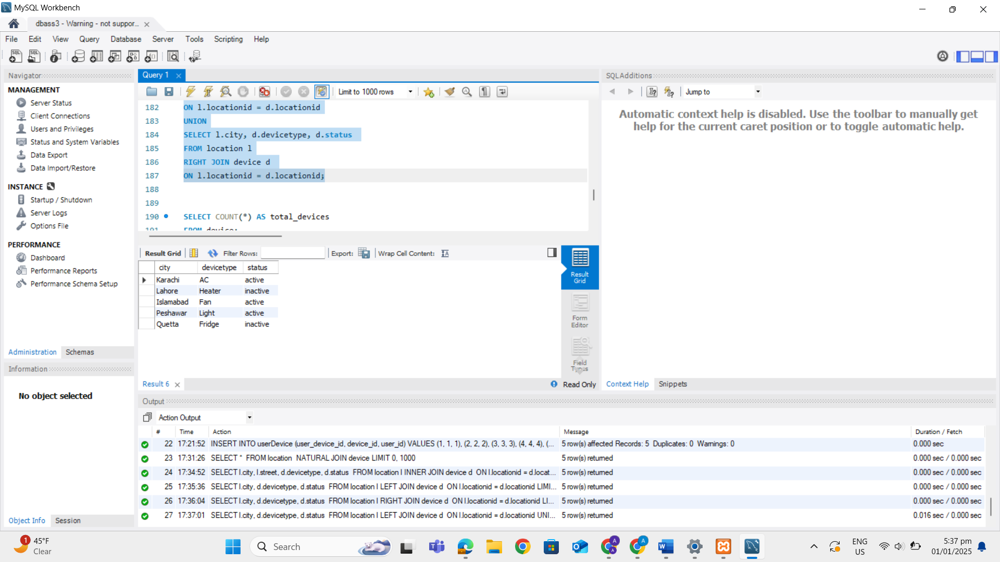 MySQL Workbench
dbass3 - Warning - not suppor...
File Edit View Query Database Server Tools Scripting Help
Navigator
MANAGEMENT
Server Status
Client Connections
Users and Privileges
Status and System Variables
Data Export
Data Import/Restore
INSTANCE
Startup / Shutdown
Server Logs
Options File
PERFORMANCE
Dashboard
Performance Reports
Performance Schema Setup
Administration Schemas
Information
No object selected
Object Info Session
Query 1
Limit to 1000 rows
182 ON l.locationid = d.locationid
183 UNION
184 SELECT l.city, d.devicetype, d.status
185 FROM location l
186 RIGHT JOIN device d
187 ON l.locationid = d.locationid;
188
189
190 SELECT COUNT(*) AS total_devices
191 FROM device;
Result Grid Filter Rows: Export: Wrap Cell Content:
city devicetype status
Karachi AC active
Lahore Heater inactive
Islamabad Fan active
Peshawar Light active
Quetta Fridge inactive
Result Grid
Form Editor
Field Types
Result 6
Read Only
SQLAdditions
Jump to
Automatic context help is disabled. Use the toolbar to manually get
help for the current caret position or to toggle automatic help.
Context Help Snippets
Output
Action Output
# Time Action Message Duration / Fetch
22 17:21:52 INSERT INTO userDevice (user_device_id, device_id, user_id) VALUES (1, 1, 1), (2, 2, 2), (3, 3, 3), (4, 4, 4), (... 5 row(s) affected Records: 5 Duplicates: 0 Warnings: 0 0.000 sec
23 17:31:26 SELECT * FROM location NATURAL JOIN device LIMIT 0, 1000 5 row(s) returned 0.000 sec / 0.000 sec
24 17:34:52 SELECT l.city, l.street, d.devicetype, d.status FROM location l INNER JOIN device d ON l.locationid = d.locat... 5 row(s) returned 0.000 sec / 0.000 sec
25 17:35:36 SELECT l.city, d.devicetype, d.status FROM location l LEFT JOIN device d ON l.locationid = d.locationid LIMI... 5 row(s) returned 0.000 sec / 0.000 sec
26 17:36:04 SELECT l.city, d.devicetype, d.status FROM location l RIGHT JOIN device d ON l.locationid = d.locationid LI... 5 row(s) returned 0.000 sec / 0.000 sec
27 17:37:01 SELECT l.city, d.devicetype, d.status FROM location l LEFT JOIN device d ON l.locationid = d.locationid UNI... 5 row(s) returned 0.016 sec / 0.000 sec
1
45°F
Clear
Search
ENG
US
5:37 pm
01/01/2025